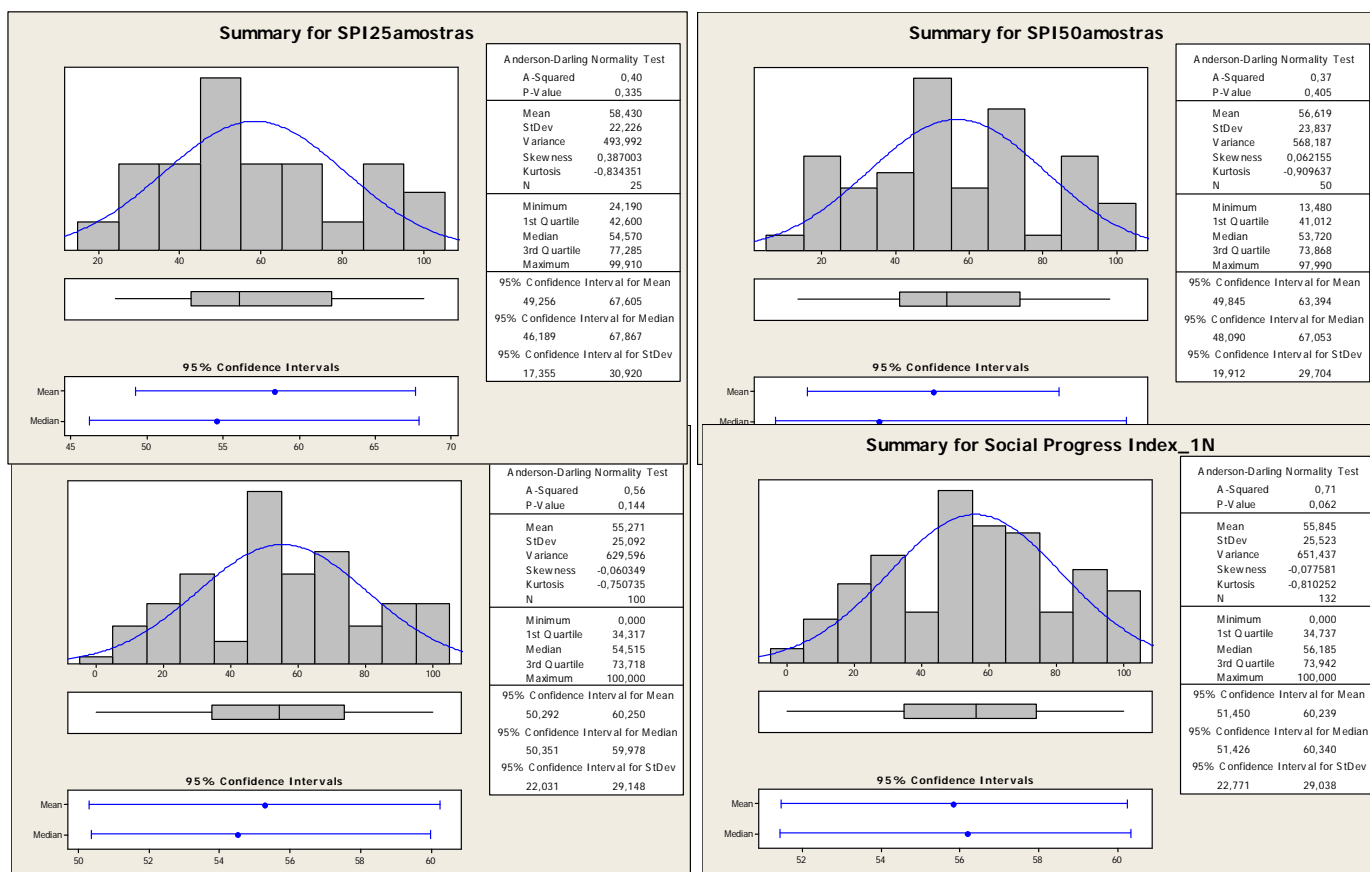 Summary for SPI25amostras
Anderson-Darling Normality Test
A-Squared 0,40
P-Value 0,335
Mean 58,430
StDev 22,226
Variance 493,992
Skewness 0,387003
Kurtosis -0,834351
N 25
Minimum 24,190
1st Quartile 42,600
Median 54,570
3rd Quartile 77,285
Maximum 99,910
95% Confidence Interval for Mean
49,256 67,605
95% Confidence Interval for Median
46,189 67,867
95% Confidence Interval for StDev
17,355 30,920
20 40 60 80 100
95% Confidence Intervals
Mean
Median
45 50 55 60 65 70
Summary for SPI50amostras
Anderson-Darling Normality Test
A-Squared 0,37
P-Value 0,405
Mean 56,619
StDev 23,837
Variance 568,187
Skewness 0,062155
Kurtosis -0,909637
N 50
Minimum 13,480
1st Quartile 41,012
Median 53,720
3rd Quartile 73,868
Maximum 97,990
95% Confidence Interval for Mean
49,845 63,394
95% Confidence Interval for Median
48,090 67,053
95% Confidence Interval for StDev
19,912 29,704
20 40 60 80 100
95% Confidence Intervals
Mean
Median
Anderson-Darling Normality Test
A-Squared 0,56
P-Value 0,144
Mean 55,271
StDev 25,092
Variance 629,596
Skewness -0,060349
Kurtosis -0,750735
N 100
Minimum 0,000
1st Quartile 34,317
Median 54,515
3rd Quartile 73,718
Maximum 100,000
95% Confidence Interval for Mean
50,292 60,250
95% Confidence Interval for Median
50,351 59,978
95% Confidence Interval for StDev
22,031 29,148
0 20 40 60 80 100
95% Confidence Intervals
Mean
Median
50 52 54 56 58 60
Summary for Social Progress Index_1N
Anderson-Darling Normality Test
A-Squared 0,71
P-Value 0,062
Mean 55,845
StDev 25,523
Variance 651,437
Skewness -0,077581
Kurtosis -0,810252
N 132
Minimum 0,000
1st Quartile 34,737
Median 56,185
3rd Quartile 73,942
Maximum 100,000
95% Confidence Interval for Mean
51,450 60,239
95% Confidence Interval for Median
51,426 60,340
95% Confidence Interval for StDev
22,771 29,038
0 20 40 60 80 100
95% Confidence Intervals
Mean
Median
52 54 56 58 60